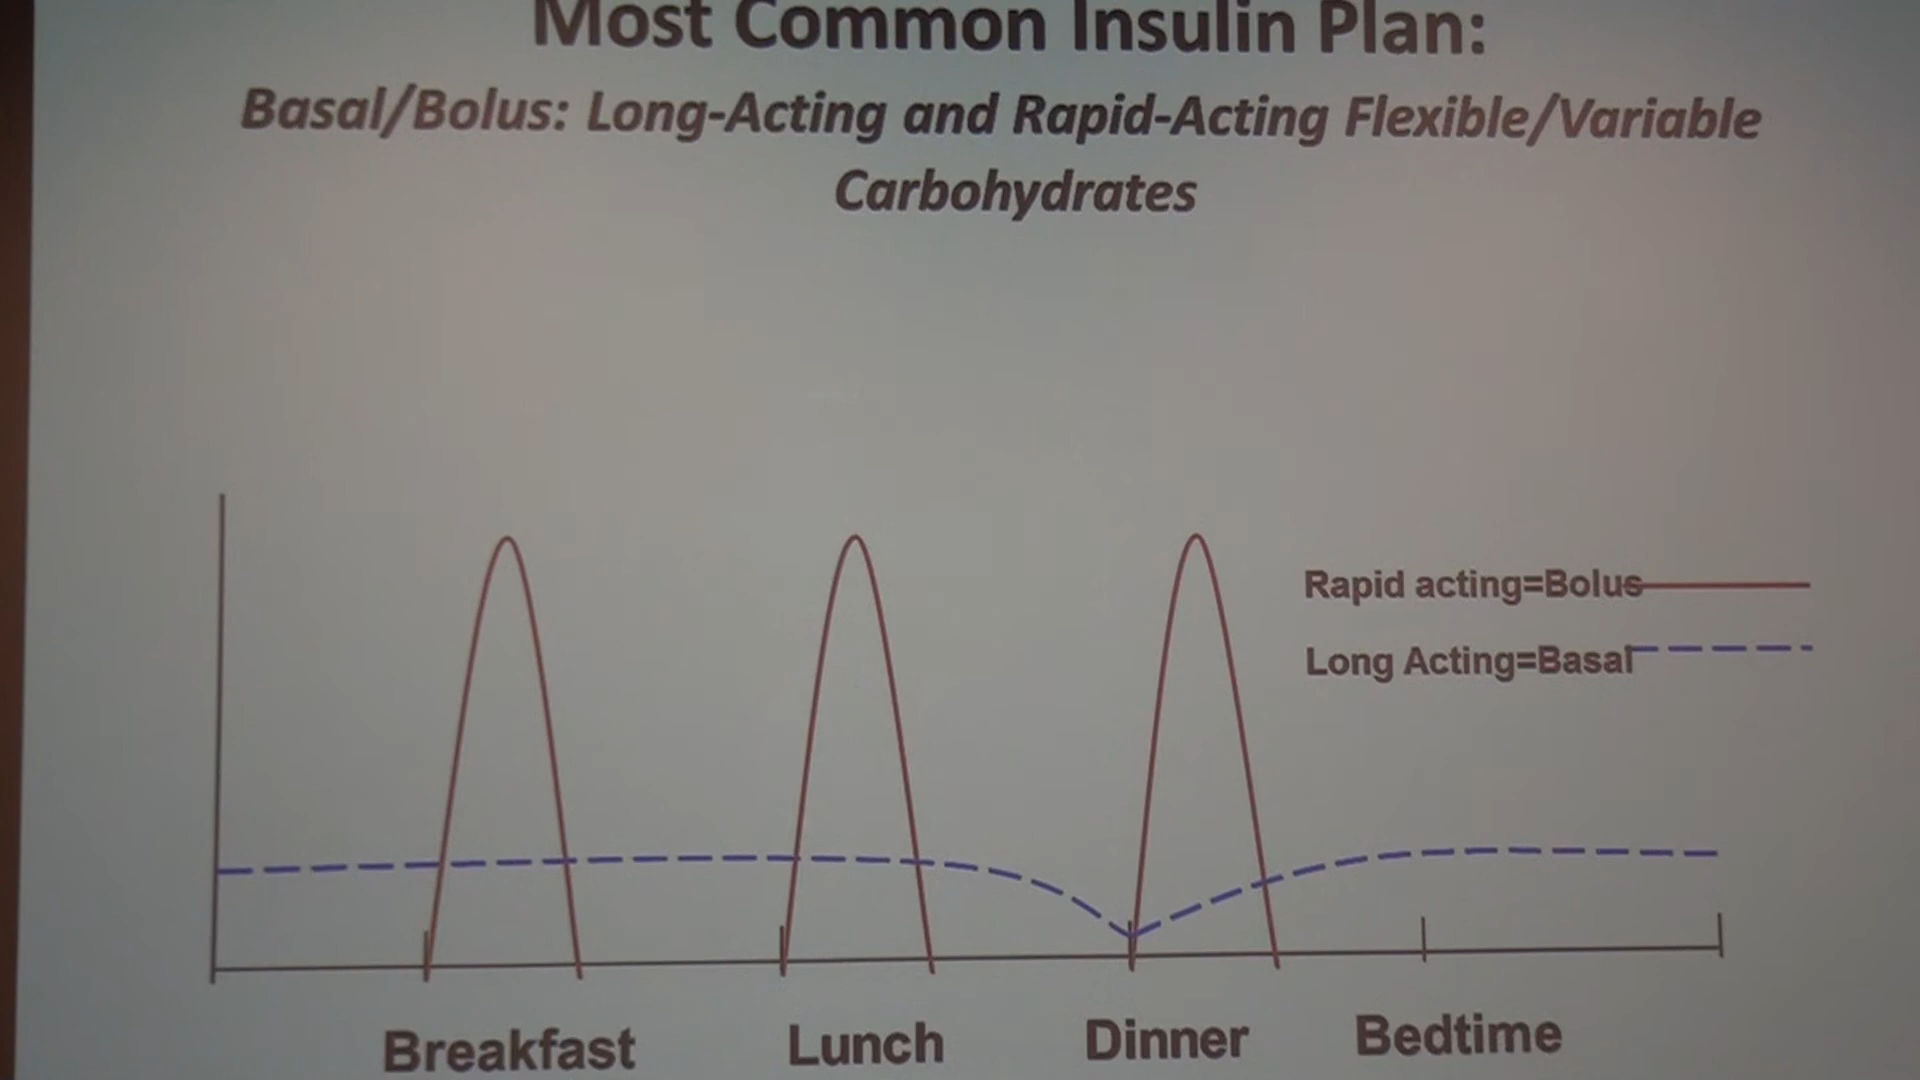 Most Common Insulin Plan:
Basal/Bolus: Long-Acting and Rapid-Acting Flexible/Variable
Carbohydrates
Rapid acting=Bolus
Long Acting=Basal
Breakfast
Lunch
Dinner
Bedtime